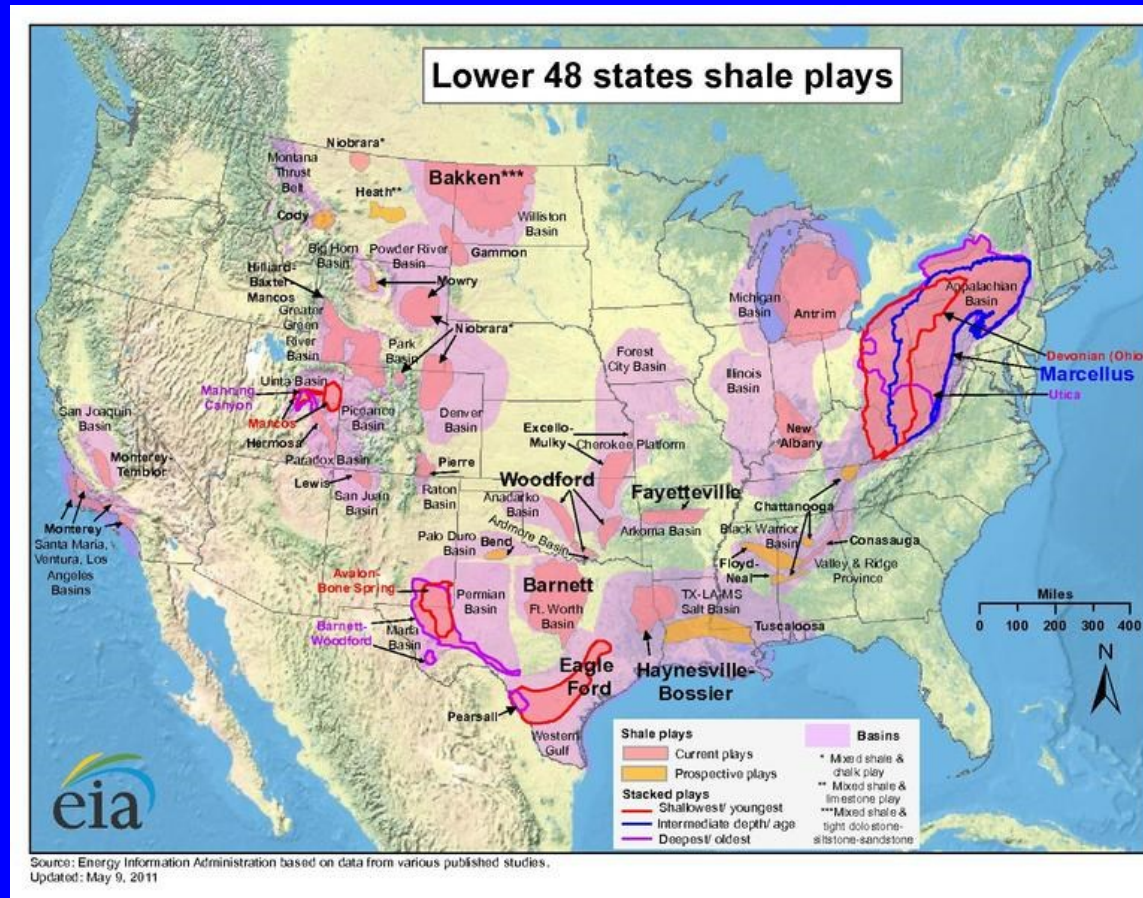 Lower 48 states shale plays
Niobrara*
Montana
Thrust
Belt
Bakken***
Heath**
Cody
Williston
Basin
Big Horn
Basin
Powder River
Basin
Gammon
Hilliard-
Baxter-
Mancos
Mowry
Greater
Green
River
Basin
Niobrara*
Park
Basin
Michigan
Basin
Antrim
Appalachian
Basin
Devonian (Ohio
Marcellus
Utica
Forest
City Basin
Illinois
Basin
Uinta Basin
Manning
Canyon
Piceance
Basin
Denver
Basin
San Joaquin
Basin
Mancos
Hermosa
Excello-
Mulky
Cherokee Platform
New
Albany
Monterey-
Temblor
Paradox Basin
Lewis
San Juan
Basin
Pierre
Raton
Basin
Woodford
Anadarko
Basin
Fayetteville
Chattanooga
Monterey
Santa Maria,
Ventura, Los
Angeles
Basins
Ardmore Basin
Arkoma Basin
Black Warrior
Basin
Conasauga
Palo Duro
Basin
Bend
Floyd-
Neal
Valley & Ridge
Province
Avalon-
Bone Spring
Permian
Basin
Barnett
Ft. Worth
Basin
TX-LA-MS
Salt Basin
Tuscaloosa
Barnett-
Woodford
Marfa
Basin
Eagle
Ford
Haynesville-
Bossier
Pearsall
Western
Gulf
Miles
0 100 200 300 400
N
Shale plays
Current plays
Prospective plays
Stacked plays
Shallowest/ youngest
Intermediate depth/ age
Deepest/ oldest
Basins
* Mixed shale &
chalk play
** Mixed shale &
limestone play
***Mixed shale &
tight dolostone-
siltstone-sandstone
eia
Source: Energy Information Administration based on data from various published studies.
Updated: May 9, 2011